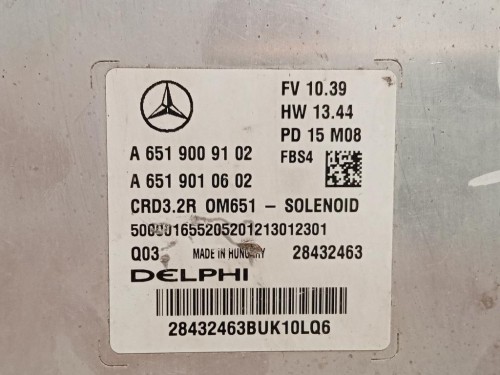 FV 10.39
HW 13.44
PD 15 M08
FBS4
A 651 900 91 02
A 651 901 06 02
CRD3.2R OM651 - SOLENOID
Q03 MADE IN HUNGARY 28432463
DELPHI
28432463BUK10LQ6